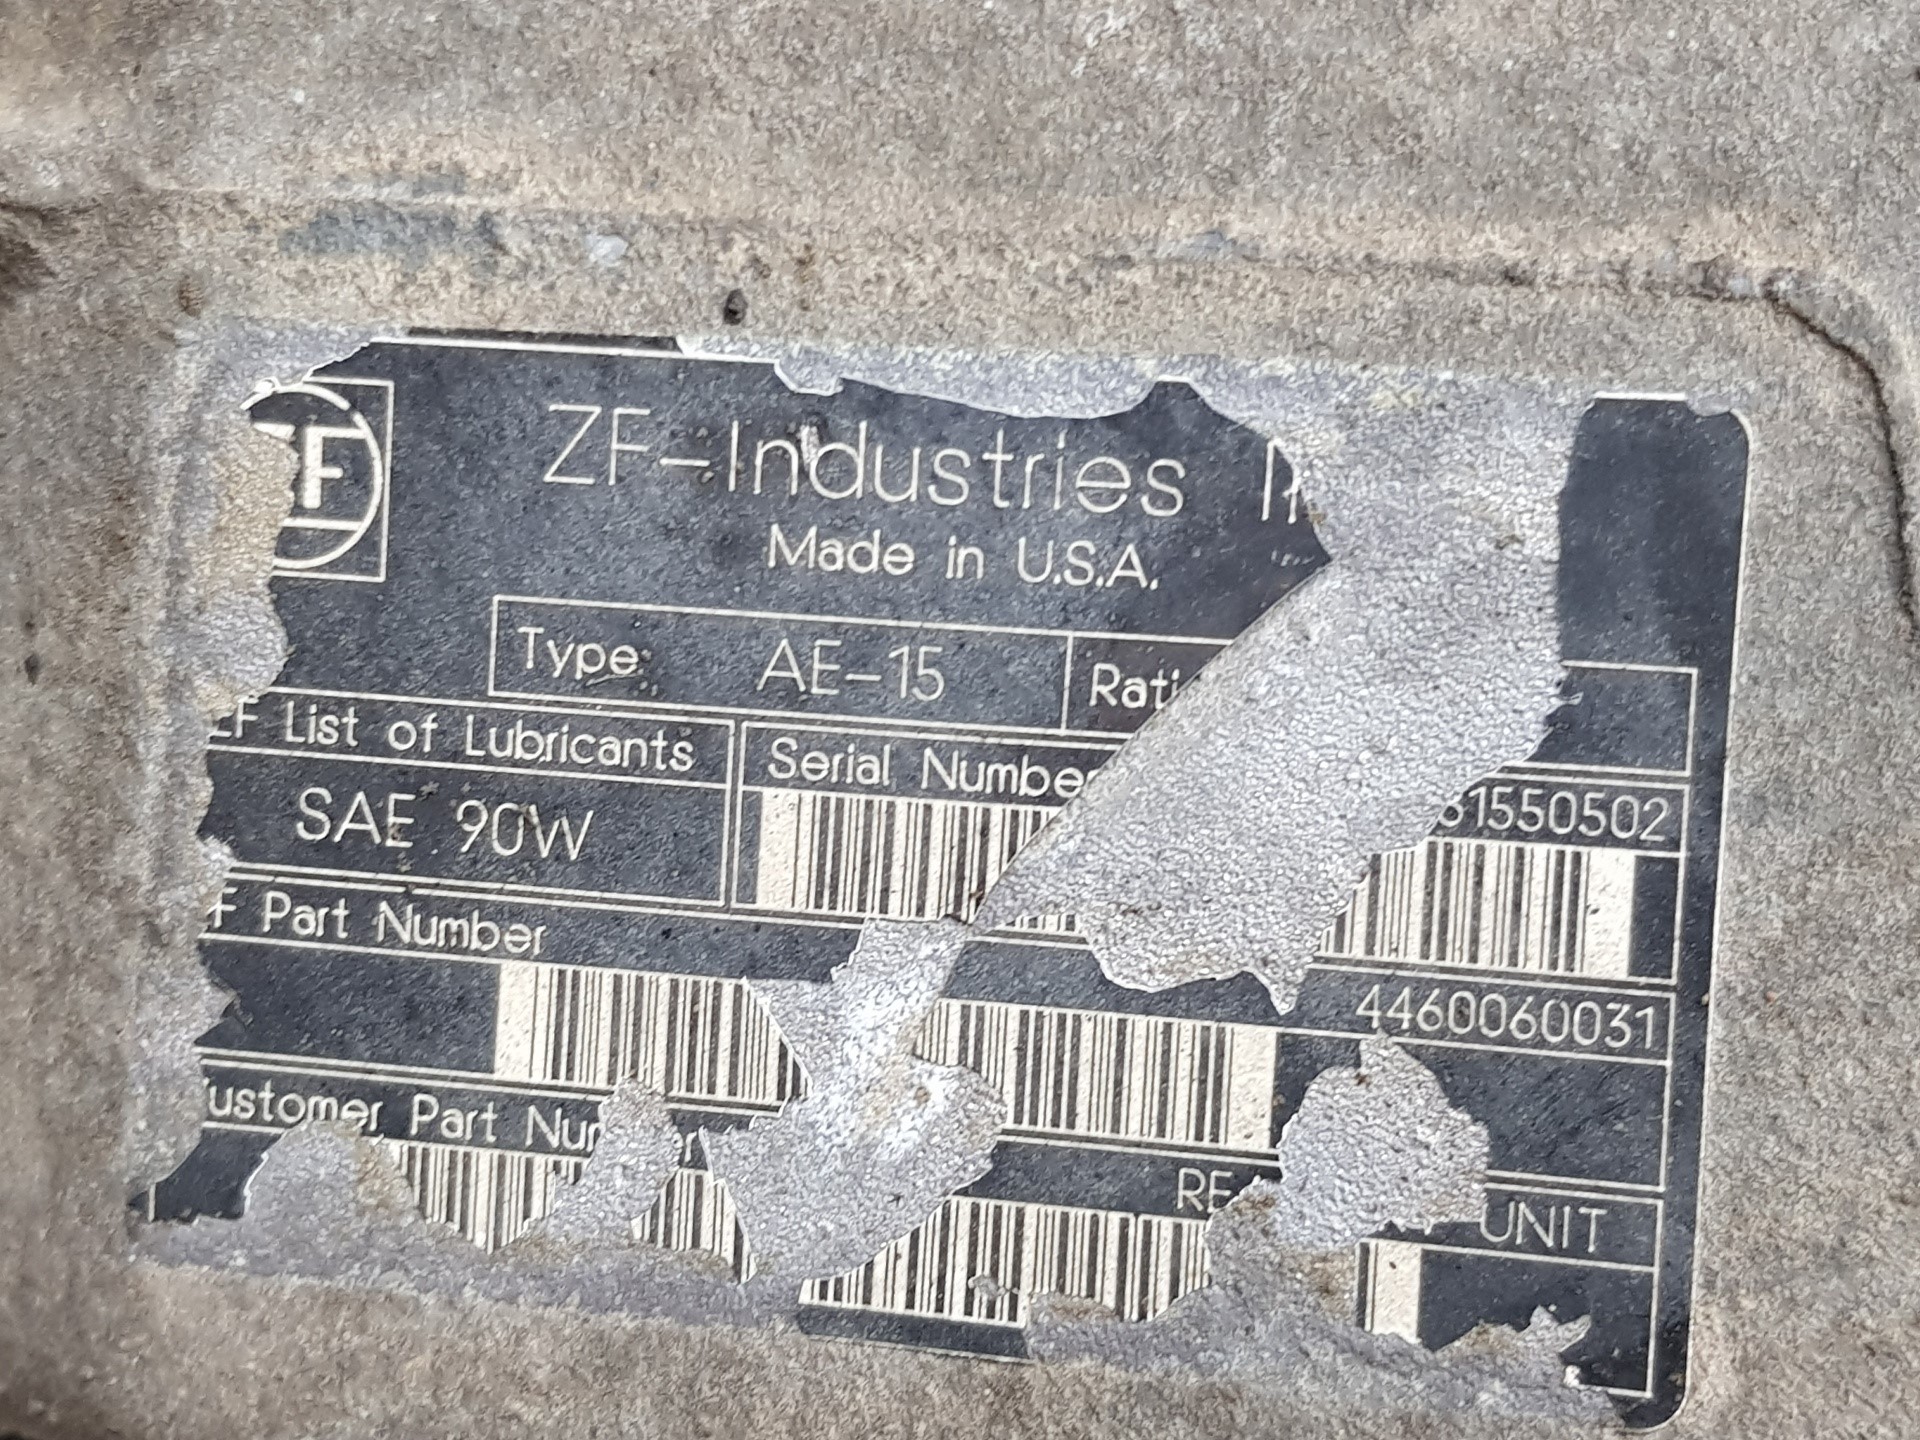 ZF-Industries
Made in U.S.A.
Type: AE-15
List of Lubricants
Serial Number
SAE 90W
1550502
Part Number
4460060031
Part
UNIT